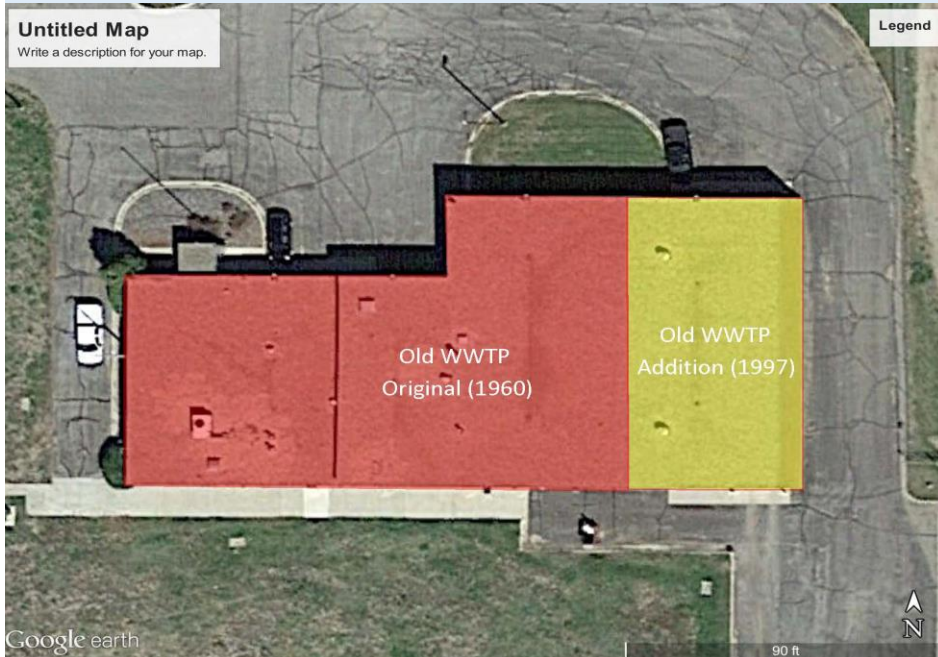 Untitled Map
Write a description for your map.
Legend
Old WWTP
Original (1960)
Old WWTP
Addition (1997)
Google earth
N
90 ft